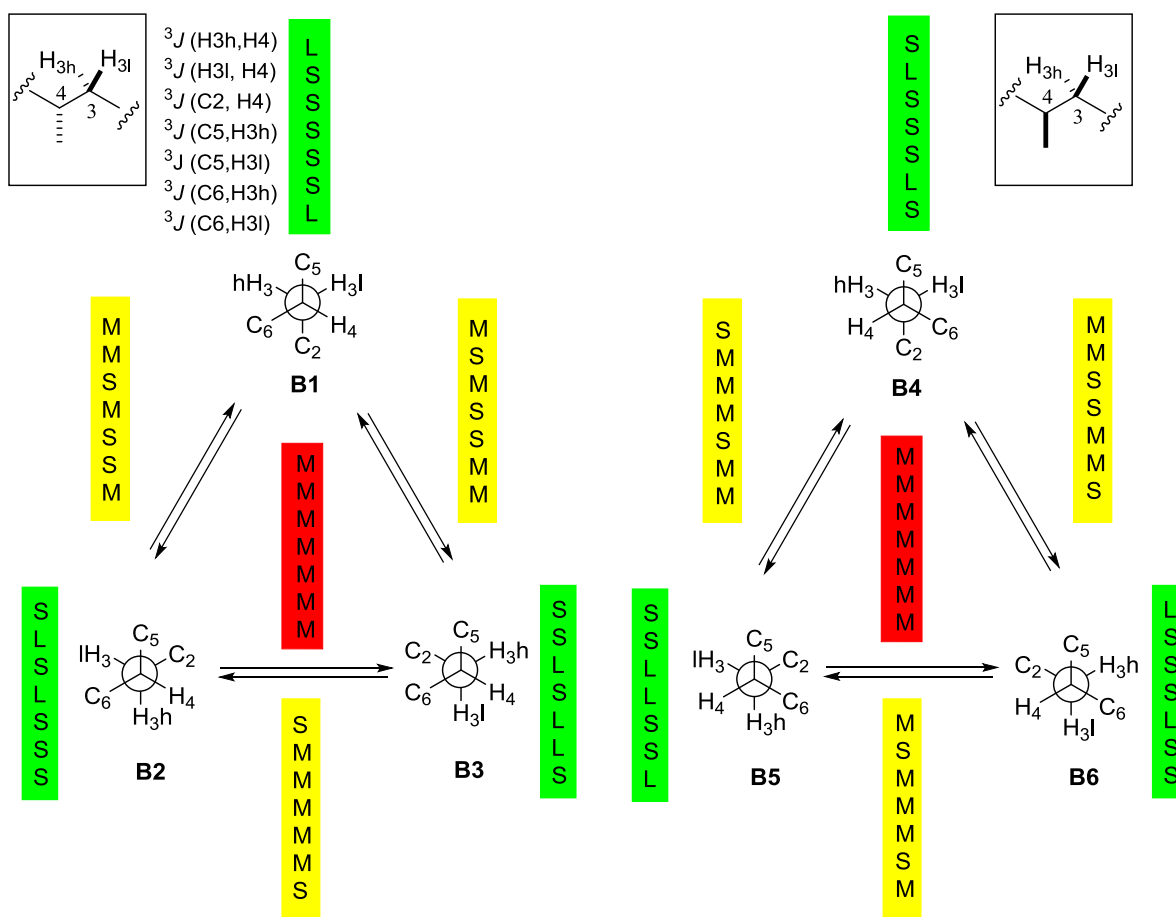 H3h H3l
4
3
3J (H3h,H4)
3J (H3l, H4)
3J (C2, H4)
3J (C5,H3h)
3J (C5,H3l)
3J (C6,H3h)
3J (C6,H3l)
L
S
S
S
S
S
L
S
L
S
S
S
L
S
H3h H3l
4
3
C5
hH3 H3l
C6 H4
C2
B1
C5
hH3 H3l
H4 C6
C2
B4
M
M
S
M
S
S
M
M
S
M
S
S
M
M
S
M
M
M
S
M
M
M
M
S
S
M
M
S
M
M
M
M
M
M
M
M
M
M
M
M
M
M
S
L
S
L
S
S
S
C5
lH3 C2
C6 H4
H3h
B2
C5
C2 H3h
C6 H4
H3l
B3
S
S
L
S
L
L
S
S
S
L
L
S
S
L
C5
lH3 C2
H4 C6
H3h
B5
C5
C2 H3h
H4 C6
H3l
B6
L
S
S
S
L
S
S
S
M
M
M
M
M
S
M
S
M
M
M
S
M